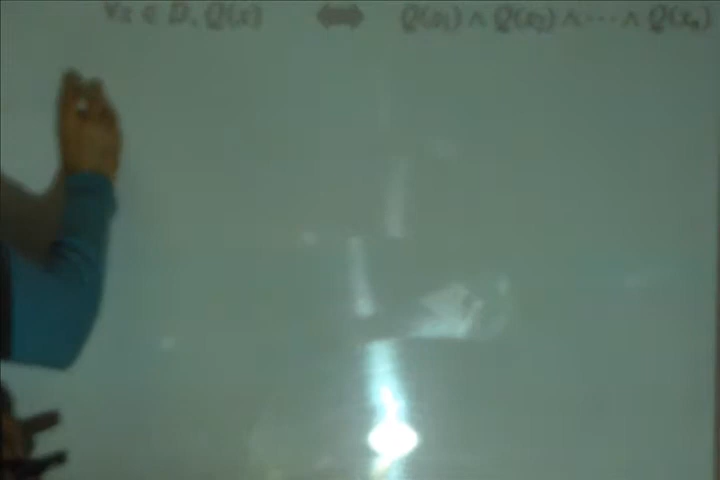 ∀x ∈ D, Q(x) ⇔ Q(x₁) ∧ Q(x₂) ∧ ⋯ ∧ Q(xₙ)